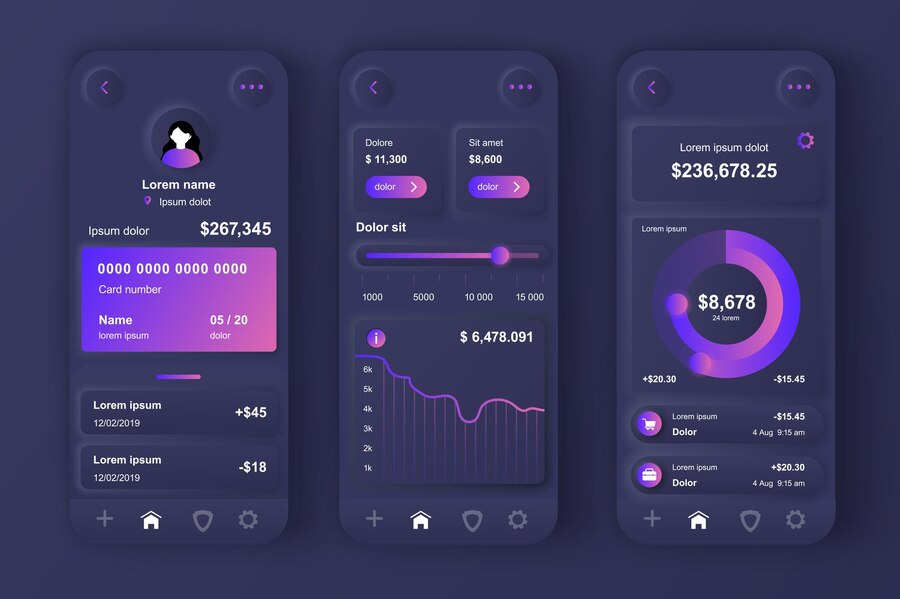 Lorem name
Ipsum dolot
Ipsum dolor $267,345
0000 0000 0000 0000
Card number
Name 05 / 20
lorem ipsum dolor
Lorem ipsum
12/02/2019
+$45
Lorem ipsum
12/02/2019
-$18
Dolore
$ 11,300
dolor
Sit amet
$8,600
dolor
Dolor sit
1000 5000 10 000 15 000
i
$ 6,478.091
6k
5k
4k
3k
2k
1k
Lorem ipsum dolot
$236,678.25
Lorem ipsum
$8,678
24 lorem
+$20.30 -$15.45
Lorem ipsum -$15.45
Dolor 4 Aug 9:15 am
Lorem ipsum +$20.30
Dolor 4 Aug 9:15 am